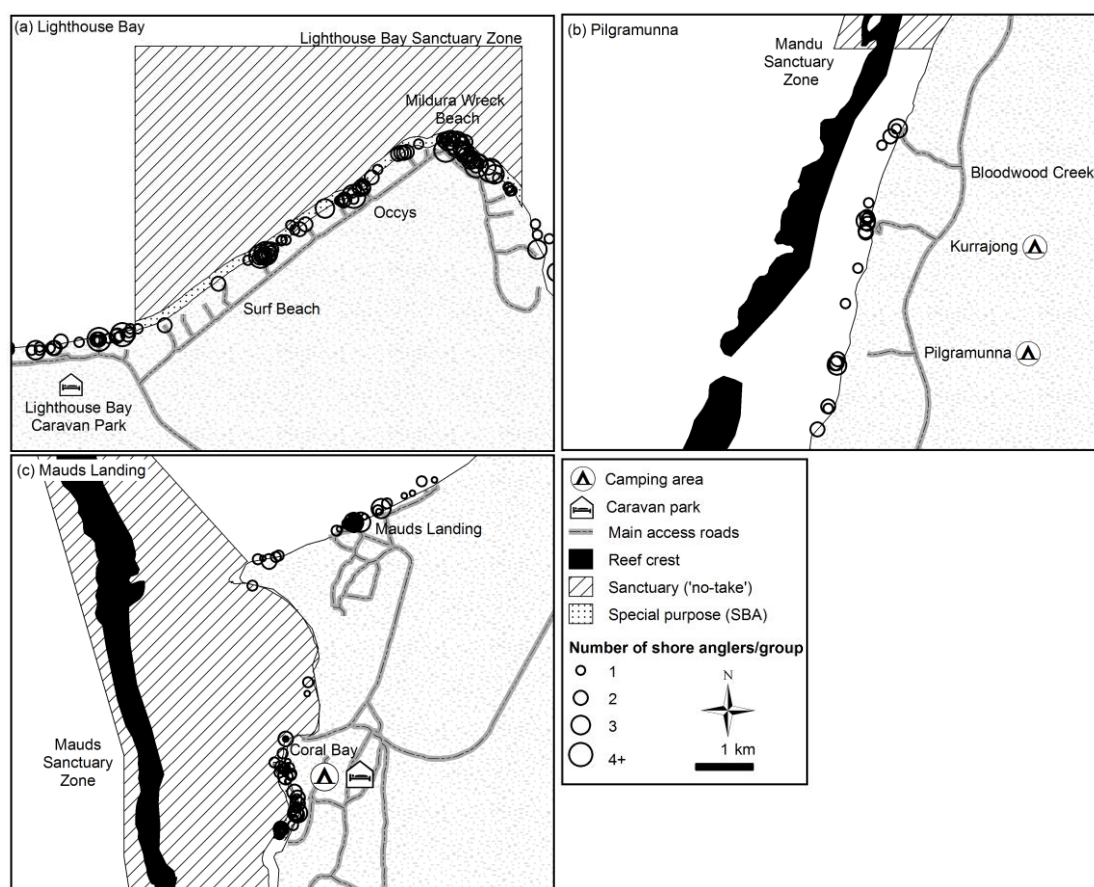 (a) Lighthouse Bay
Lighthouse Bay Sanctuary Zone
Mildura Wreck
Beach
Occys
Surf Beach
Lighthouse Bay
Caravan Park
(b) Pilgramunna
Mandu
Sanctuary
Zone
Bloodwood Creek
Kurrajong
Pilgramunna
(c) Mauds Landing
Mauds Landing
Coral Bay
Mauds
Sanctuary
Zone
Camping area
Caravan park
Main access roads
Reef crest
Sanctuary ('no-take')
Special purpose (SBA)
Number of shore anglers/group
1
2
3
4+
N
1 km